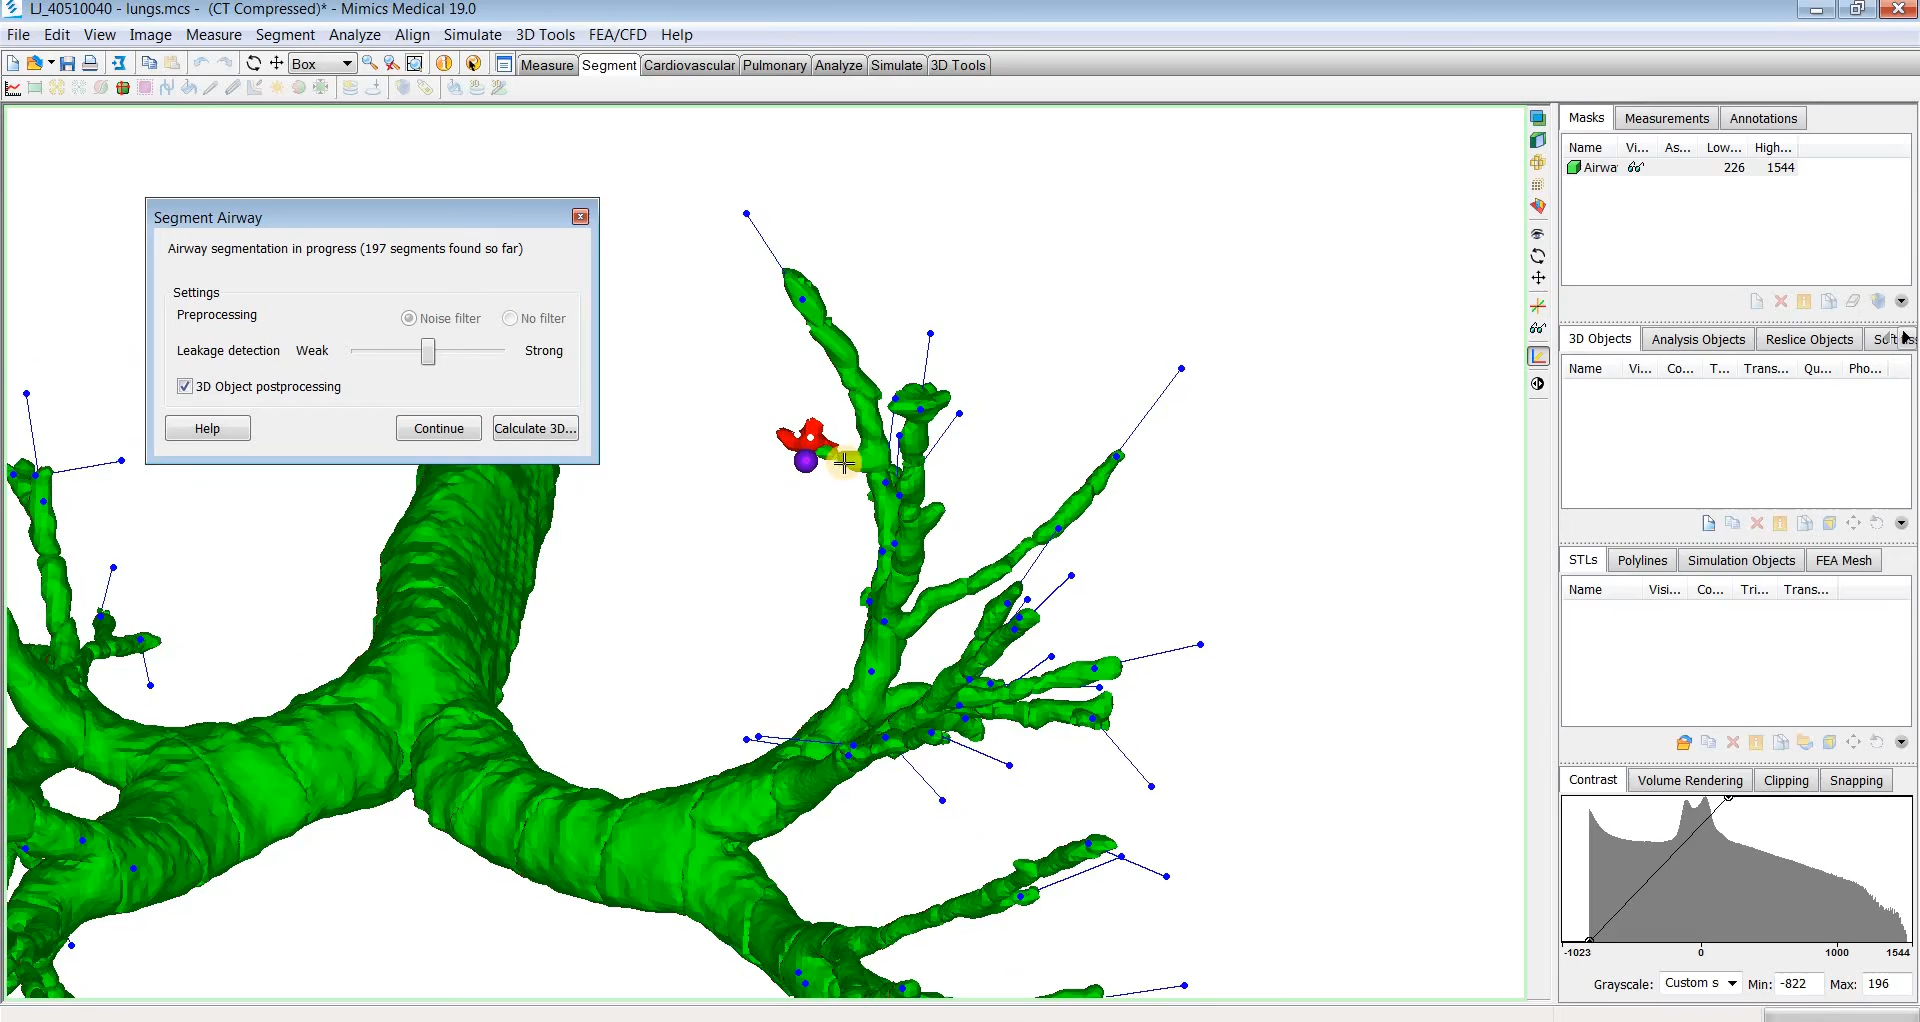 LJ_40510040 - lungs.mcs - (CT Compressed)* - Mimics Medical 19.0
File Edit View Image Measure Segment Analyze Align Simulate 3D Tools FEA/CFD Help
Box Measure Segment Cardiovascular Pulmonary Analyze Simulate 3D Tools
Segment Airway
Airway segmentation in progress (197 segments found so far)
Settings
Preprocessing Noise filter No filter
Leakage detection Weak Strong
3D Object postprocessing
Help Continue Calculate 3D...
Masks Measurements Annotations
Name Vi... As... Low... High...
Airwa 226 1544
3D Objects Analysis Objects Reslice Objects
Name Vi... Co... T... Trans... Qu... Pho...
STLs Polylines Simulation Objects FEA Mesh
Name Visi... Co... Tri... Trans...
Contrast Volume Rendering Clipping Snapping
-1023 0 1000 1544
Grayscale: Custom s Min: -822 Max: 196